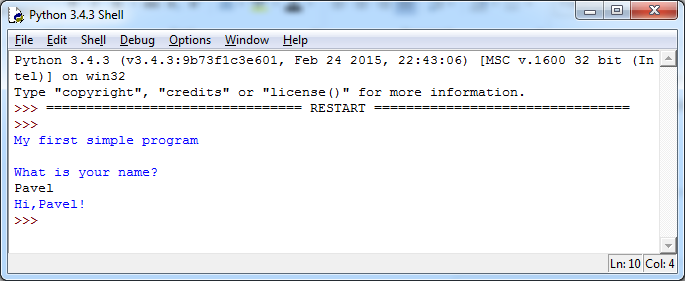 Python 3.4.3 Shell
File Edit Shell Debug Options Window Help
Python 3.4.3 (v3.4.3:9b73f1c3e601, Feb 24 2015, 22:43:06) [MSC v.1600 32 bit (In
tel)] on win32
Type "copyright", "credits" or "license()" for more information.
>>> ================================ RESTART ================================
>>>
My first simple program
What is your name?
Pavel
Hi,Pavel!
>>>
Ln: 10 Col: 4